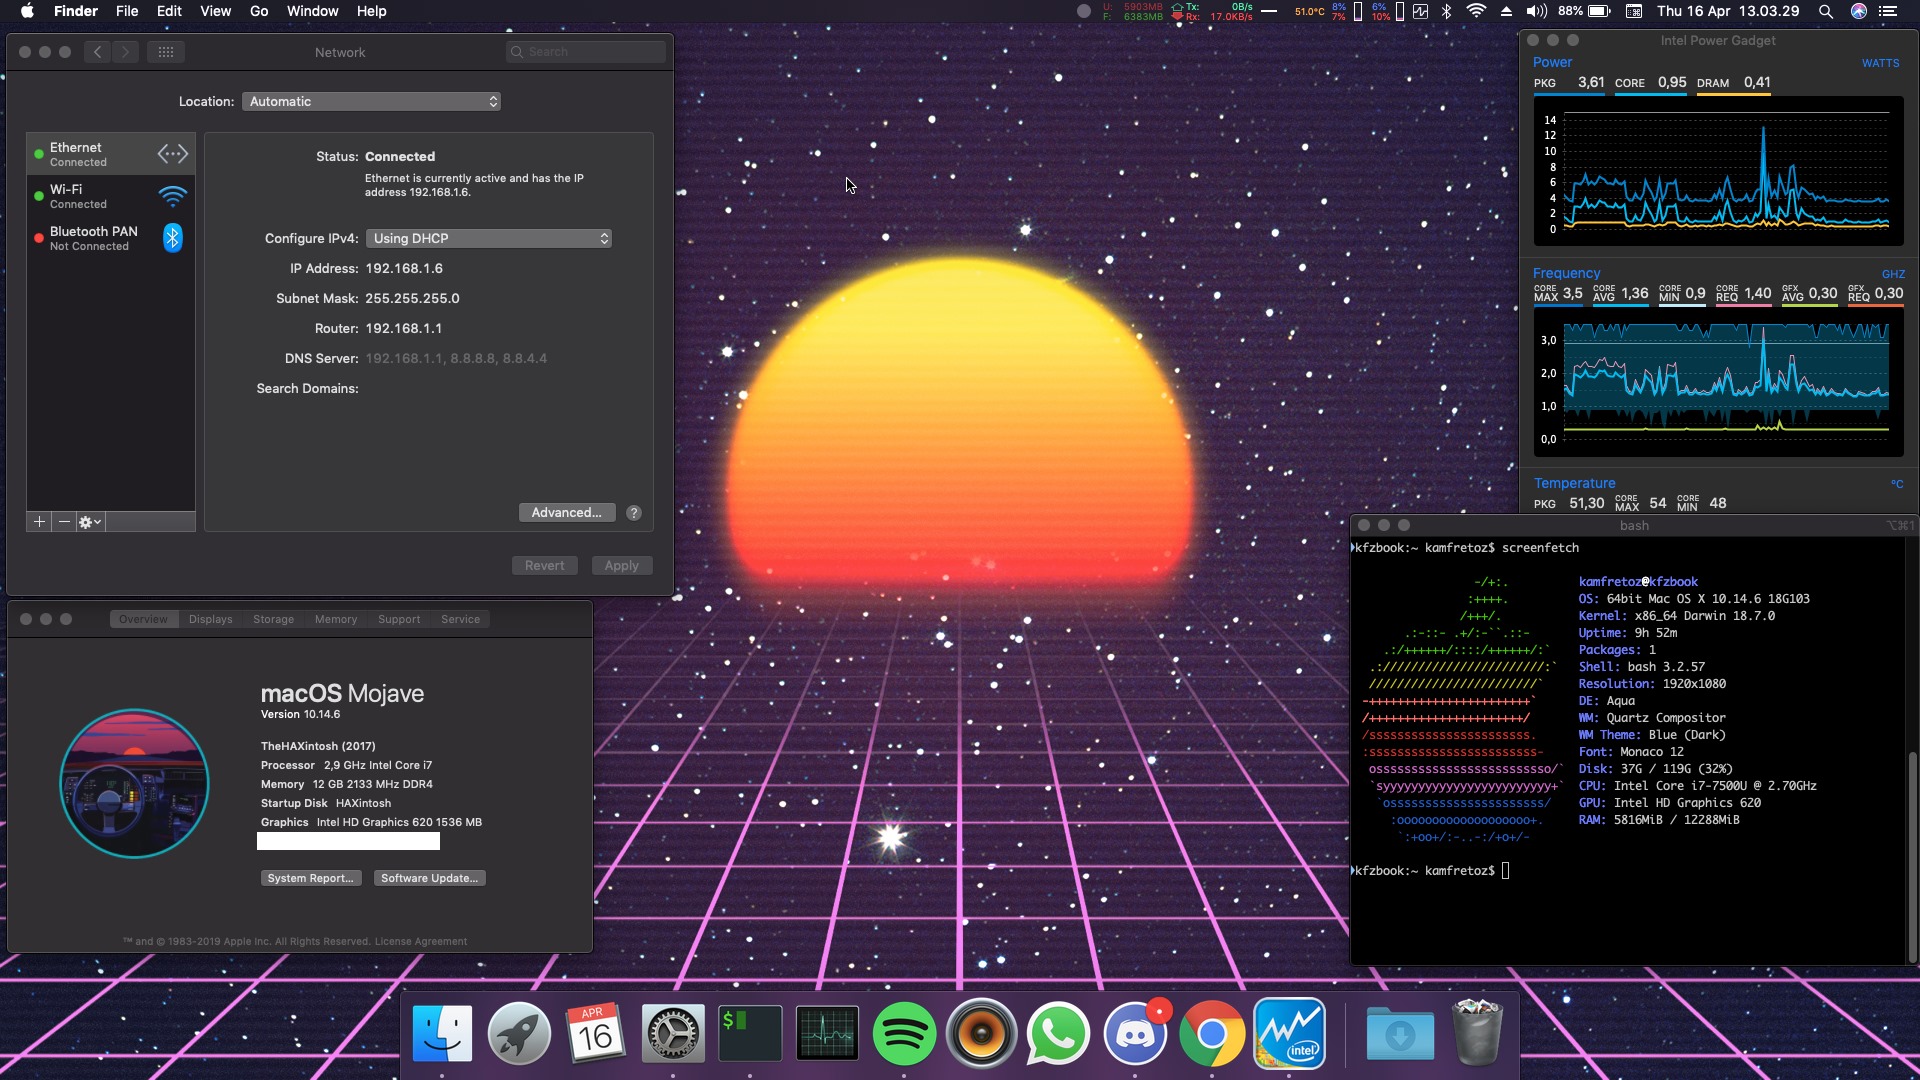 Finder File Edit View Go Window Help
U: 5903MB Tx: 0B/s
F: 6383MB Rx: 17.0KB/s
51.0°C 8% 6%
7% 10%
88% Thu 16 Apr 13.03.29
Network
Search
Location: Automatic
Ethernet
Connected
Wi-Fi
Connected
Bluetooth PAN
Not Connected
Status: Connected
Ethernet is currently active and has the IP
address 192.168.1.6.
Configure IPv4: Using DHCP
IP Address: 192.168.1.6
Subnet Mask: 255.255.255.0
Router: 192.168.1.1
DNS Server: 192.168.1.1, 8.8.8.8, 8.8.4.4
Search Domains:
Advanced... ?
Revert Apply
Overview Displays Storage Memory Support Service
macOS Mojave
Version 10.14.6
TheHAXintosh (2017)
Processor 2,9 GHz Intel Core i7
Memory 12 GB 2133 MHz DDR4
Startup Disk HAXintosh
Graphics Intel HD Graphics 620 1536 MB
System Report... Software Update...
™ and © 1983-2019 Apple Inc. All Rights Reserved. License Agreement
Intel Power Gadget
Power WATTS
PKG 3,61 CORE 0,95 DRAM 0,41
14
12
10
8
6
4
2
0
Frequency GHZ
CORE MAX 3,5 CORE AVG 1,36 CORE MIN 0,9 CORE REQ 1,40 GFX AVG 0,30 GFX REQ 0,30
3,0
2,0
1,0
0,0
Temperature °C
PKG 51,30 CORE MAX 54 CORE MIN 48
bash ⌥⌘1
kfzbook:~ kamfretoz$ screenfetch
-/+:. kamfretoz@kfzbook
:++++. OS: 64bit Mac OS X 10.14.6 18G103
/+++/. Kernel: x86_64 Darwin 18.7.0
.:-::- .+/:-``.::- Uptime: 9h 52m
.:/++++++/::::/++++++/:` Packages: 1
.:///////////////////////:` Shell: bash 3.2.57
////////////////////////` Resolution: 1920x1080
-+++++++++++++++++++++++` DE: Aqua
/++++++++++++++++++++++/ WM: Quartz Compositor
/sssssssssssssssssssssss. WM Theme: Blue (Dark)
:ssssssssssssssssssssssss- Font: Monaco 12
osssssssssssssssssssssssso/` Disk: 37G / 119G (32%)
`syyyyyyyyyyyyyyyyyyyyyyyy+` CPU: Intel Core i7-7500U @ 2.70GHz
`ossssssssssssssssssssss/ GPU: Intel HD Graphics 620
:ooooooooooooooooooo+. RAM: 5816MiB / 12288MiB
`:+oo+/:-..-:/+o+/-
kfzbook:~ kamfretoz$
APR
16
$
intel